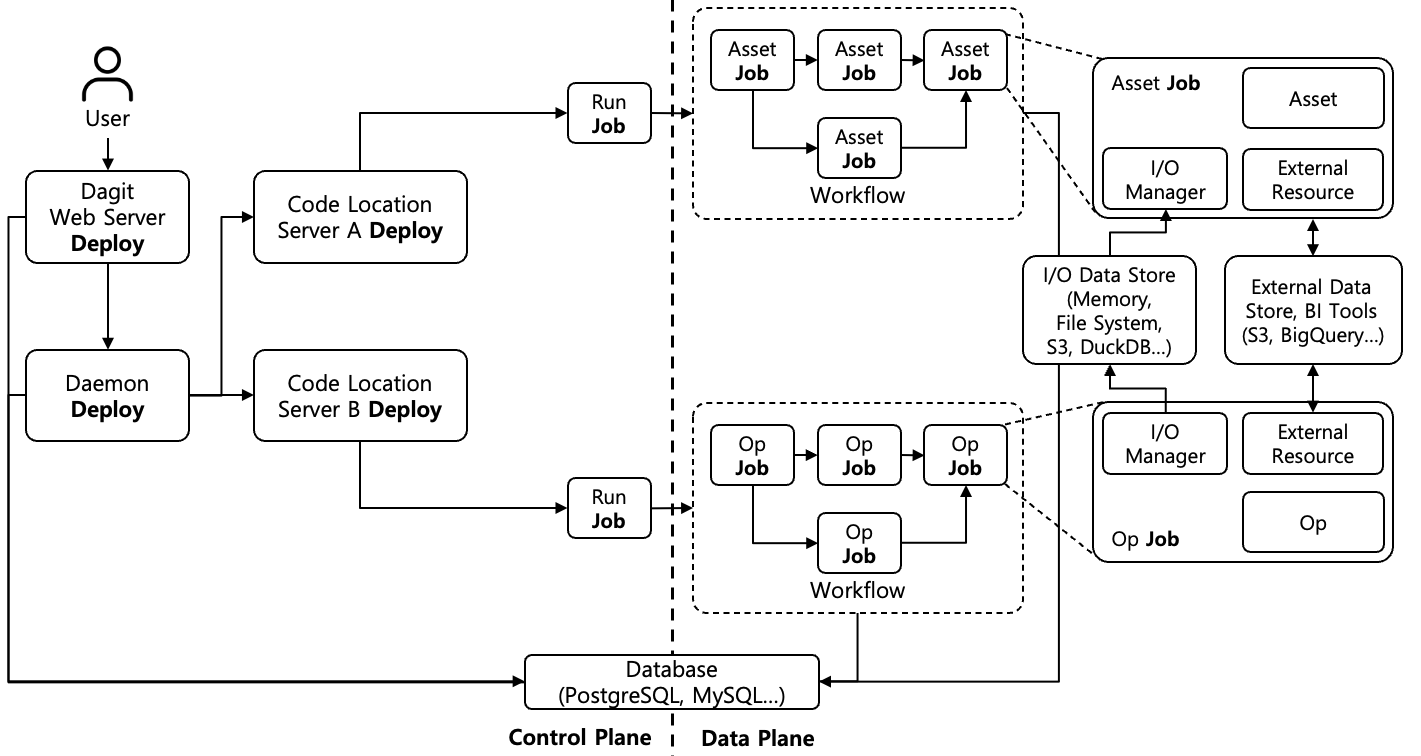 User
Dagit
Web Server
Deploy
Daemon
Deploy
Code Location
Server A Deploy
Code Location
Server B Deploy
Run
Job
Run
Job
Asset
Job
Asset
Job
Asset
Job
Asset
Job
Workflow
Op
Job
Op
Job
Op
Job
Op
Job
Workflow
Asset Job
Asset
I/O
Manager
External
Resource
I/O Data Store
(Memory,
File System,
S3, DuckDB...)
External Data
Store, BI Tools
(S3, BigQuery...)
I/O
Manager
External
Resource
Op Job
Op
Database
(PostgreSQL, MySQL...)
Control Plane
Data Plane